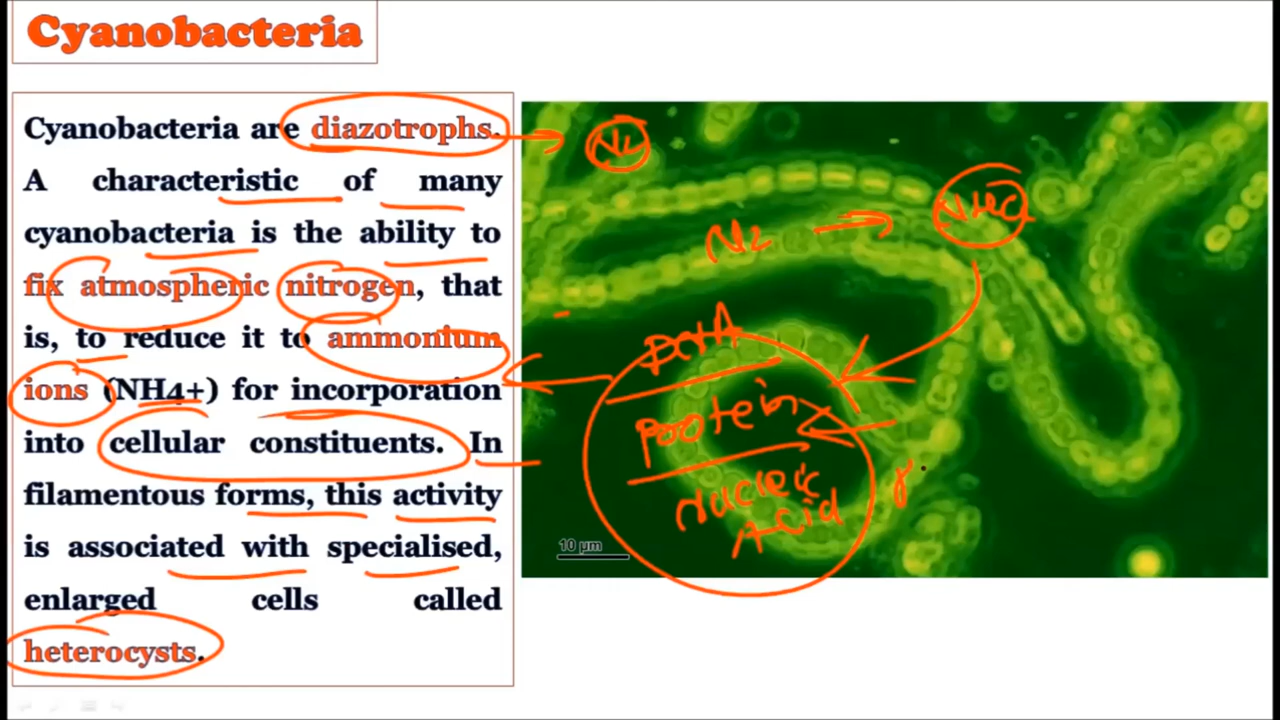 Cyanobacteria
Cyanobacteria are diazotrophs.
A characteristic of many
cyanobacteria is the ability to
fix atmospheric nitrogen, that
is, to reduce it to ammonium
ions (NH4+) for incorporation
into cellular constituents. In
filamentous forms, this activity
is associated with specialised,
enlarged cells called
heterocysts.
N2
N2 →
protein
Nucleic
Acid
10 µm